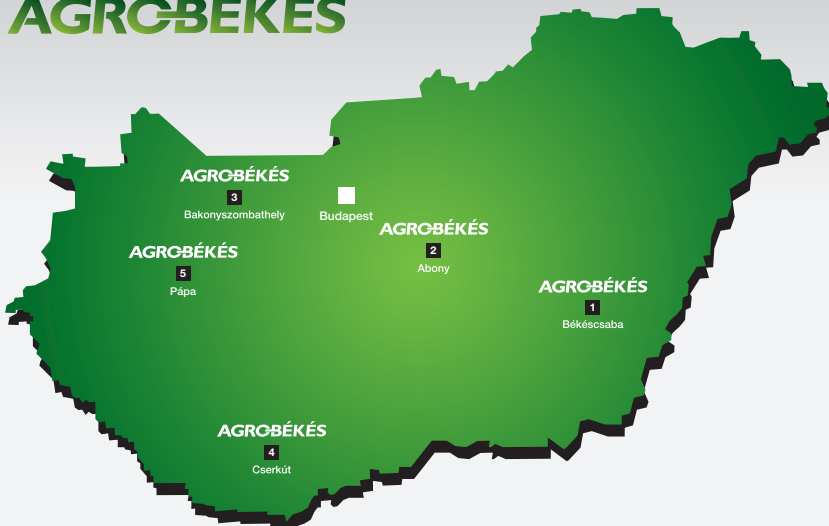 AGROBÉKÉS
AGROBÉKÉS
3
Bakonyszombathely
Budapest
AGROBÉKÉS
2
Abony
AGROBÉKÉS
5
Pápa
AGROBÉKÉS
1
Békéscsaba
AGROBÉKÉS
4
Cserkút